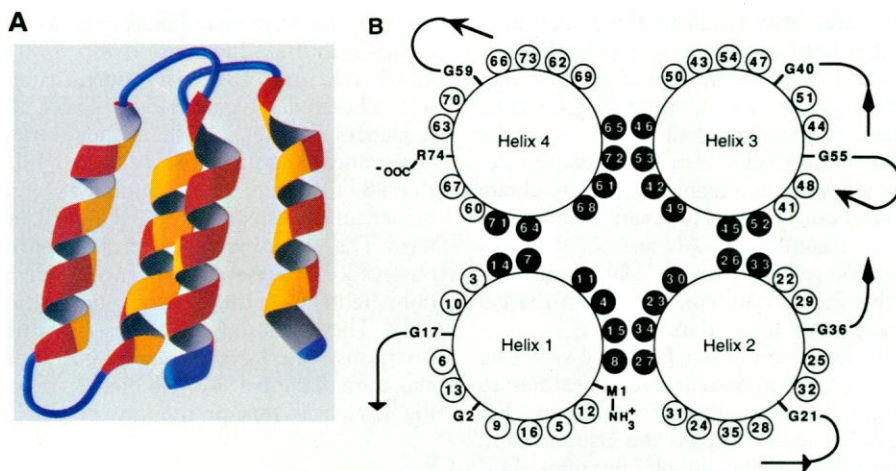 A
B
66 73 62 69
50 43 54 47
G59
G40
70
51
63
Helix 4
65 46
Helix 3
44
R74
72 53
G55
-OOC
67
61 42
48
60
68 49
41
71 64
45 52
14 7
26 33
3
11 30
22
10
4 23
29
G17
Helix 1
15 34
Helix 2
G36
6
8 27
25
13
M1
32
G2
12
NH3+
G21
9 16 5
31 24 35 28